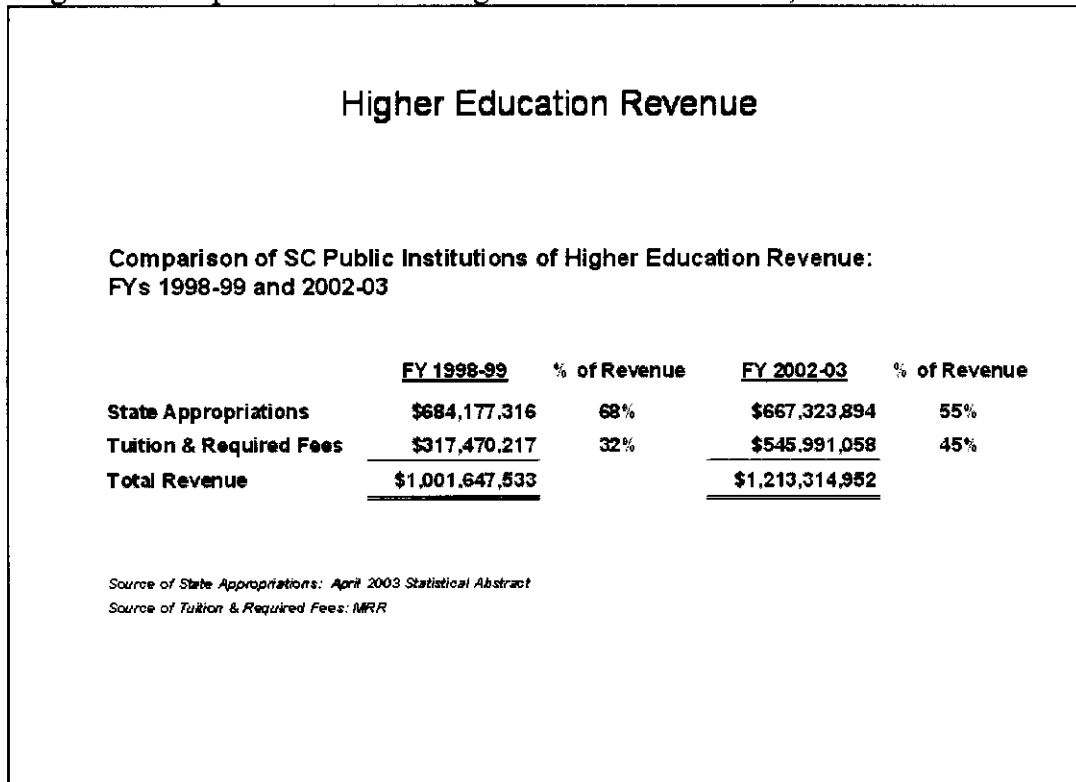 Higher Education Revenue
Comparison of SC Public Institutions of Higher Education Revenue:
FYs 1998-99 and 2002-03
FY 1998-99 % of Revenue FY 2002-03 % of Revenue
State Appropriations $684,177,316 68% $667,323,894 55%
Tuition & Required Fees $317,470,217 32% $545,991,058 45%
Total Revenue $1,001,647,533 $1,213,314,952
Source of State Appropriations: April 2003 Statistical Abstract
Source of Tuition & Required Fees: MRR